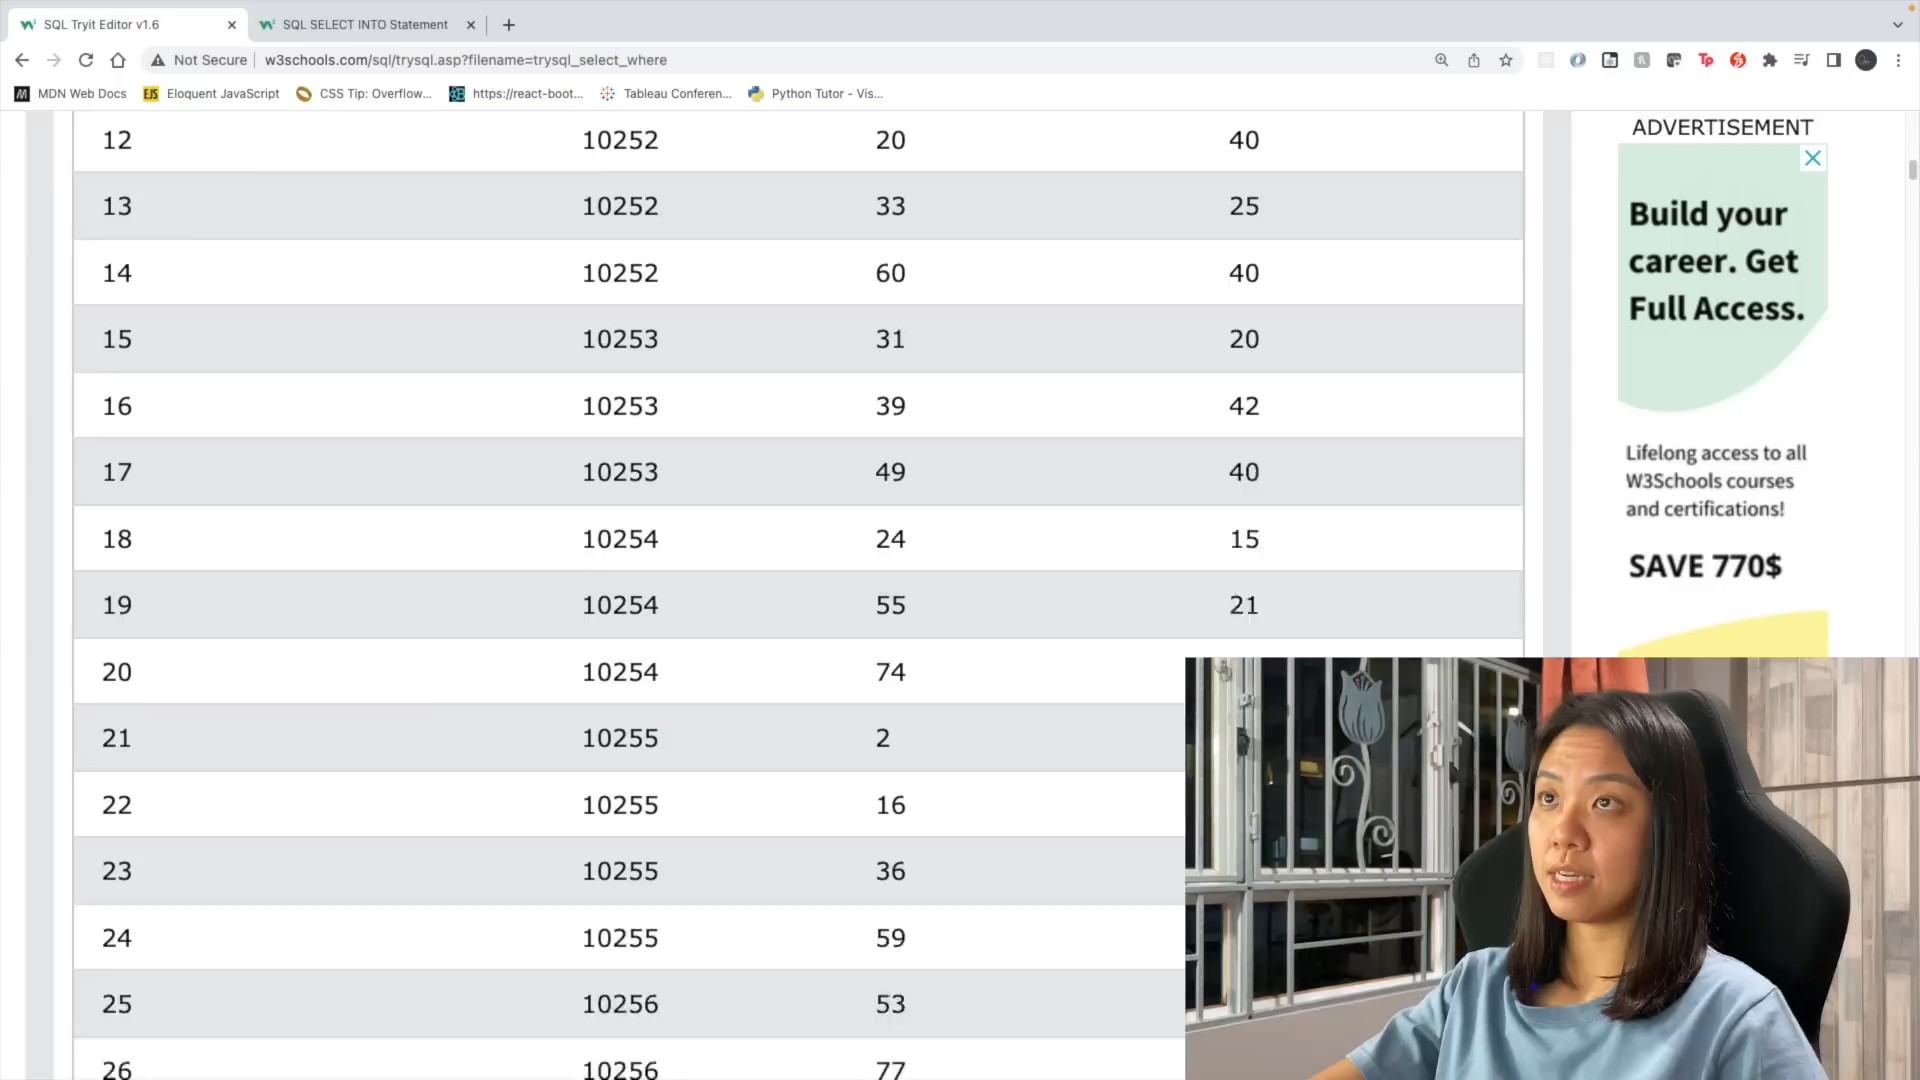 SQL Tryit Editor v1.6
SQL SELECT INTO Statement
Not Secure
w3schools.com/sql/trysql.asp?filename=trysql_select_where
MDN Web Docs
Eloquent JavaScript
CSS Tip: Overflow...
https://react-boot...
Tableau Conferen...
Python Tutor - Vis...
12 10252 20 40
13 10252 33 25
14 10252 60 40
15 10253 31 20
16 10253 39 42
17 10253 49 40
18 10254 24 15
19 10254 55 21
20 10254 74
21 10255 2
22 10255 16
23 10255 36
24 10255 59
25 10256 53
26 10256 77
ADVERTISEMENT
Build your
career. Get
Full Access.
Lifelong access to all
W3Schools courses
and certifications!
SAVE 770$